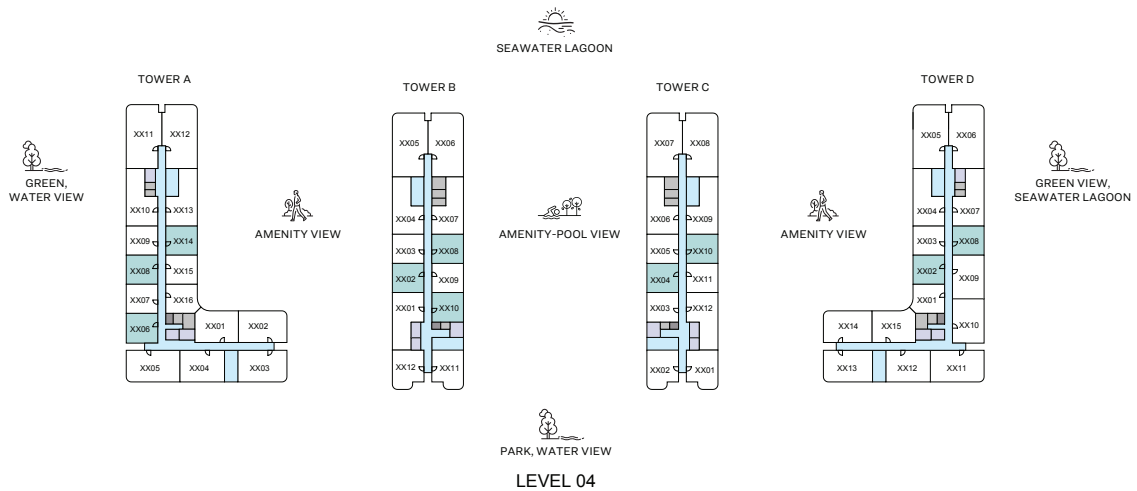 SEAWATER LAGOON
TOWER A
TOWER B
TOWER C
TOWER D
GREEN,
WATER VIEW
XX11
XX12
XX10
XX13
XX09
XX14
XX08
XX15
XX07
XX16
XX06
XX01
XX02
XX05
XX04
XX03
AMENITY VIEW
XX05
XX06
XX04
XX07
XX03
XX08
XX02
XX09
XX01
XX10
XX12
XX11
AMENITY-POOL VIEW
XX07
XX08
XX06
XX09
XX05
XX10
XX04
XX11
XX03
XX12
XX02
XX01
AMENITY VIEW
XX05
XX06
XX04
XX07
XX03
XX08
XX02
XX09
XX01
XX14
XX15
XX10
XX13
XX12
XX11
GREEN VIEW,
SEAWATER LAGOON
PARK, WATER VIEW
LEVEL 04